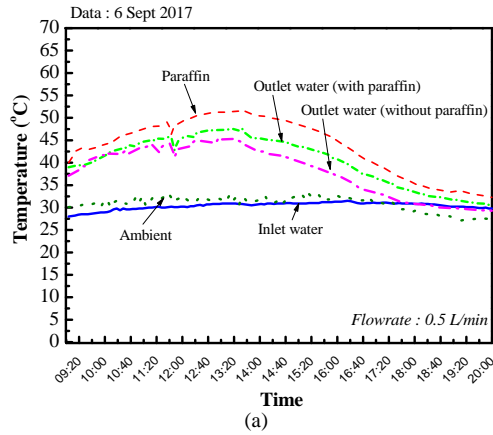 Data : 6 Sept 2017
70
65
60
55
50
45
40
35
30
25
20
15
10
5
0
Temperature (°C)
Paraffin
Outlet water (with paraffin)
Outlet water (without paraffin)
Ambient
Inlet water
Flowrate : 0.5 L/min
09:20 10:00 10:40 11:20 12:00 12:40 13:20 14:00 14:40 15:20 16:00 16:40 17:20 18:00 18:40 19:20 20:00
Time
(a)